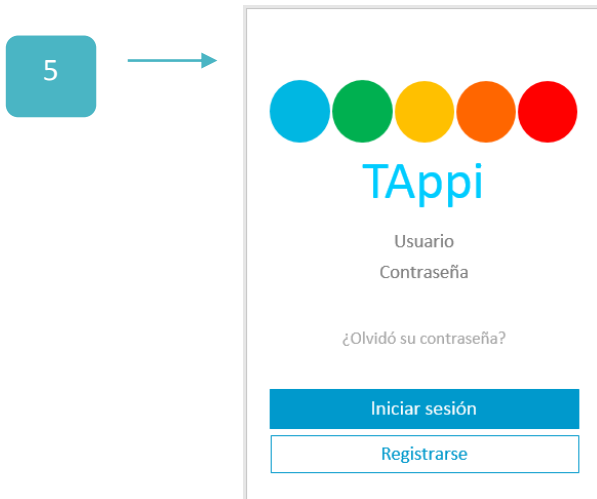 5
TAppi
Usuario
Contraseña
¿Olvidó su contraseña?
Iniciar sesión
Registrarse